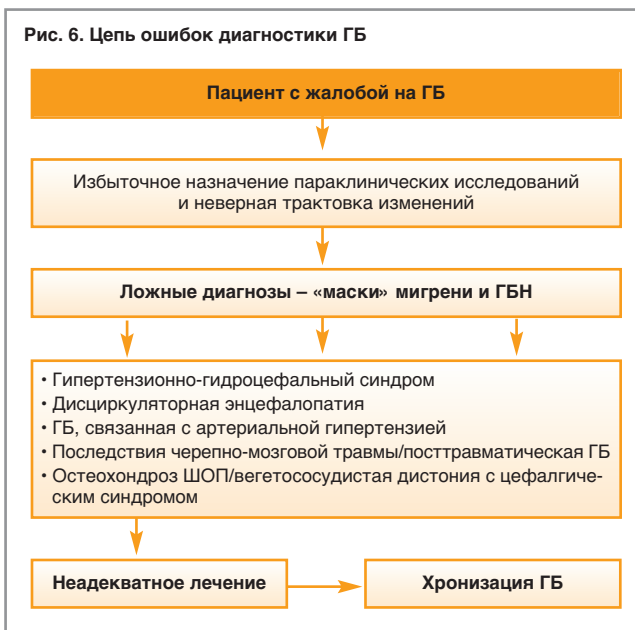 Рис. 6. Цепь ошибок диагностики ГБ
Пациент с жалобой на ГБ
Избыточное назначение параклинических исследований
и неверная трактовка изменений
Ложные диагнозы – «маски» мигрени и ГБН
• Гипертензионно-гидроцефальный синдром
• Дисциркуляторная энцефалопатия
• ГБ, связанная с артериальной гипертензией
• Последствия черепно-мозговой травмы/посттравматическая ГБ
• Остеохондроз ШОП/вегетососудистая дистония с цефалгиче-
ским синдромом
Неадекватное лечение
Хронизация ГБ